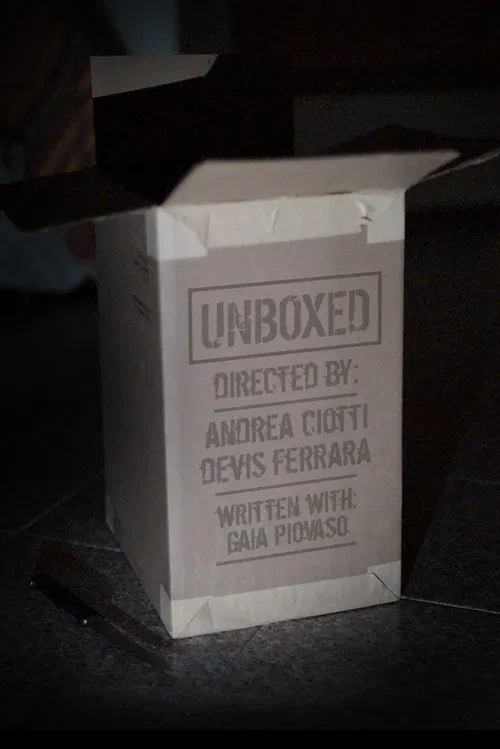 UNBOXED
DIRECTED BY:
ANDREA CIOTTI
DEVIS FERRARA
WRITTEN WITH:
GAIA PIOVASO